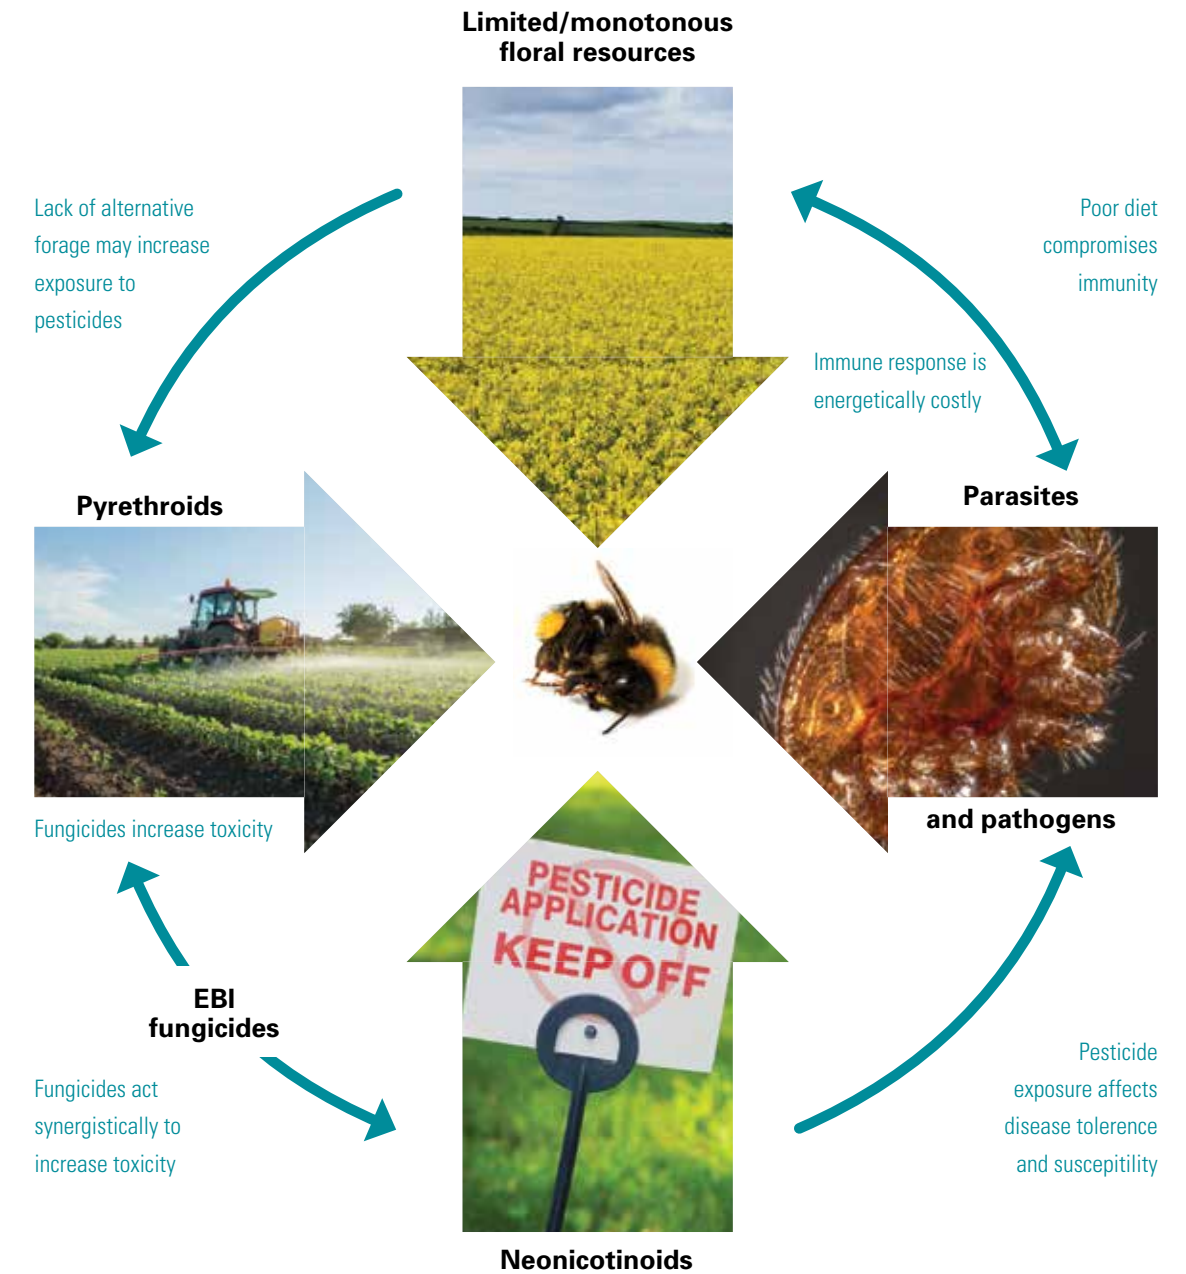 Limited/monotonous
floral resources
Lack of alternative
forage may increase
exposure to
pesticides
Poor diet
compromises
immunity
Immune response is
energetically costly
Pyrethroids
Parasites
and pathogens
Fungicides increase toxicity
PESTICIDE
APPLICATION
KEEP OFF
EBI
fungicides
Fungicides act
synergistically to
increase toxicity
Pesticide
exposure affects
disease tolerence
and suscepitility
Neonicotinoids